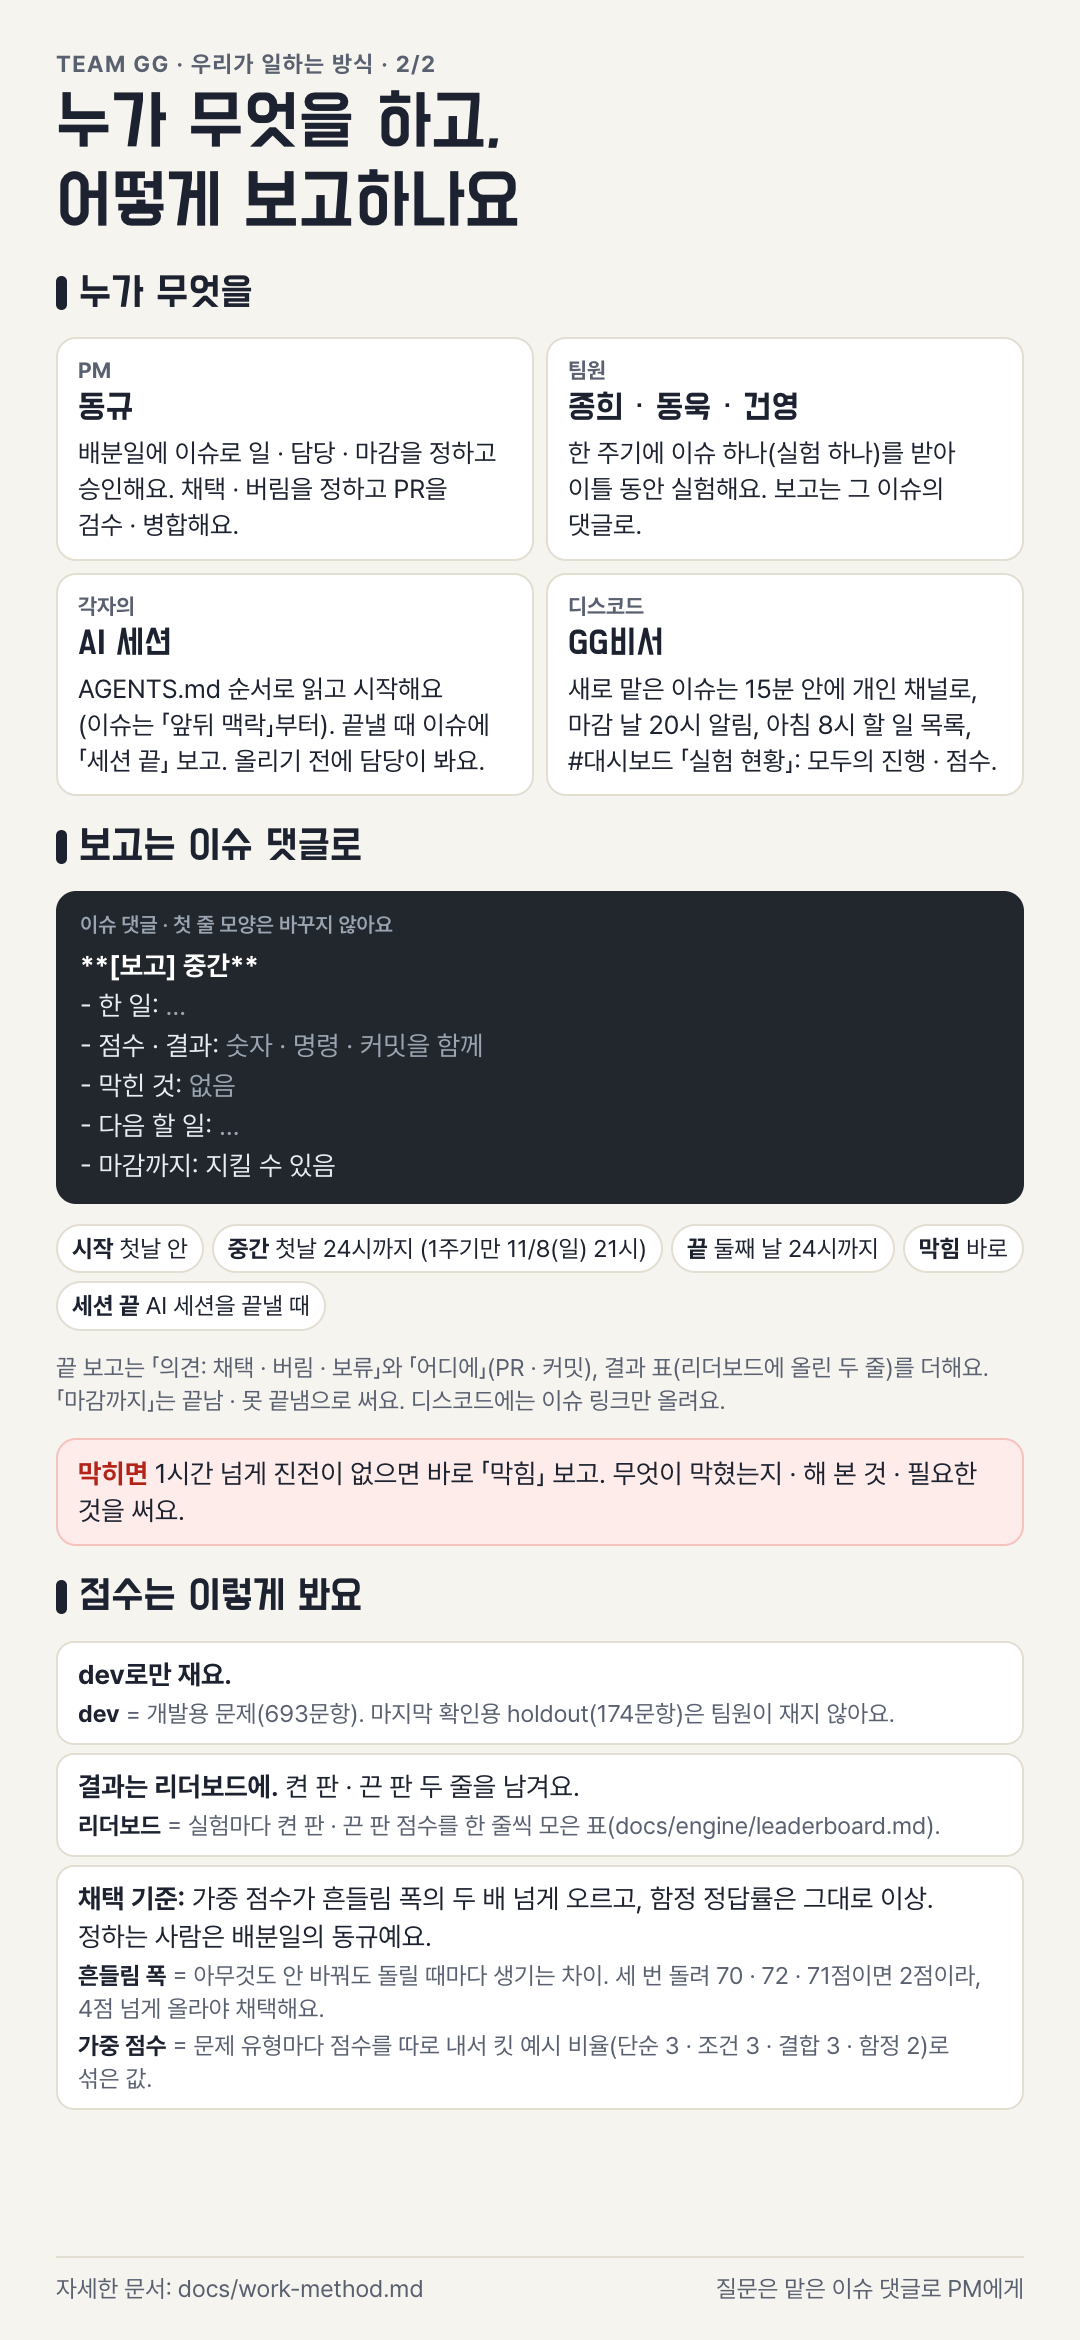 TEAM GG · 우리가 일하는 방식 · 2/2
누가 무엇을 하고,
어떻게 보고하나요
누가 무엇을
PM
동규
배분일에 이슈로 일 · 담당 · 마감을 정하고
승인해요. 채택 · 버림을 정하고 PR을
검수 · 병합해요.
팀원
종희 · 동욱 · 건영
한 주기에 이슈 하나(실험 하나)를 받아
이틀 동안 실험해요. 보고는 그 이슈의
댓글로.
각자의
AI 세션
AGENTS.md 순서로 읽고 시작해요
(이슈는 「앞뒤 맥락」부터). 끝낼 때 이슈에
「세션 끝」 보고. 올리기 전에 담당이 봐요.
디스코드
GG비서
새로 맡은 이슈는 15분 안에 개인 채널로,
마감 날 20시 알림, 아침 8시 할 일 목록,
#대시보드 「실험 현황」: 모두의 진행 · 점수.
보고는 이슈 댓글로
이슈 댓글 · 첫 줄 모양은 바꾸지 않아요
**[보고] 중간**
- 한 일: ...
- 점수 · 결과: 숫자 · 명령 · 커밋을 함께
- 막힌 것: 없음
- 다음 할 일: ...
- 마감까지: 지킬 수 있음
시작 첫날 안
중간 첫날 24시까지 (1주기만 11/8(일) 21시)
끝 둘째 날 24시까지
막힘 바로
세션 끝 AI 세션을 끝낼 때
끝 보고는 「의견: 채택 · 버림 · 보류」와 「어디에」(PR · 커밋), 결과 표(리더보드에 올린 두 줄)를 더해요.
「마감까지」는 끝남 · 못 끝냄으로 써요. 디스코드에는 이슈 링크만 올려요.
막히면 1시간 넘게 진전이 없으면 바로 「막힘」 보고. 무엇이 막혔는지 · 해 본 것 · 필요한
것을 써요.
점수는 이렇게 봐요
dev로만 재요.
dev = 개발용 문제(693문항). 마지막 확인용 holdout(174문항)은 팀원이 재지 않아요.
결과는 리더보드에. 켠 판 · 끈 판 두 줄을 남겨요.
리더보드 = 실험마다 켠 판 · 끈 판 점수를 한 줄씩 모은 표(docs/engine/leaderboard.md).
채택 기준: 가중 점수가 흔들림 폭의 두 배 넘게 오르고, 함정 정답률은 그대로 이상.
정하는 사람은 배분일의 동규예요.
흔들림 폭 = 아무것도 안 바꿔도 돌릴 때마다 생기는 차이. 세 번 돌려 70 · 72 · 71점이면 2점이라,
4점 넘게 올라야 채택해요.
가중 점수 = 문제 유형마다 점수를 따로 내서 킷 예시 비율(단순 3 · 조건 3 · 결합 3 · 함정 2)로
섞은 값.
자세한 문서: docs/work-method.md
질문은 맡은 이슈 댓글로 PM에게